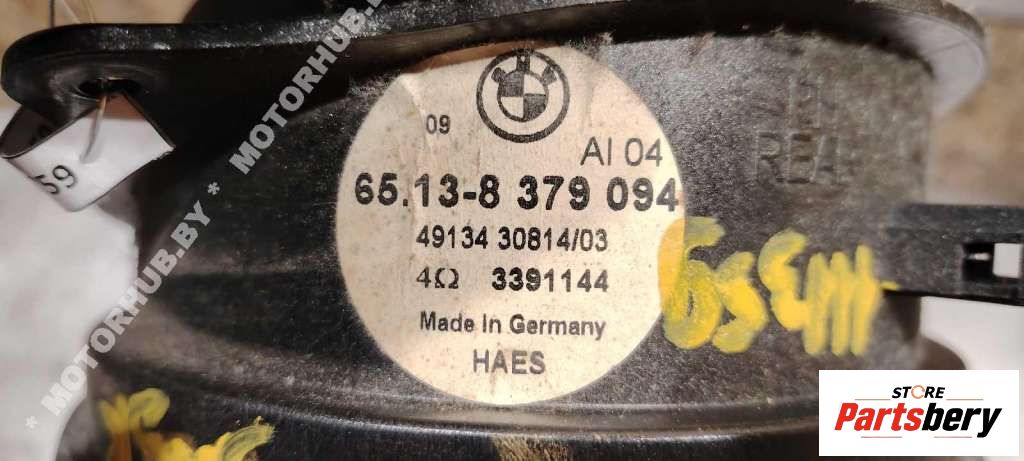 09
AI 04
65.13-8 379 094
49134 30814/03
4Ω 3391144
Made In Germany
HAES
59
* MOTORHUB.BY * MOTORHUB.BY *
STORE
Partsbery